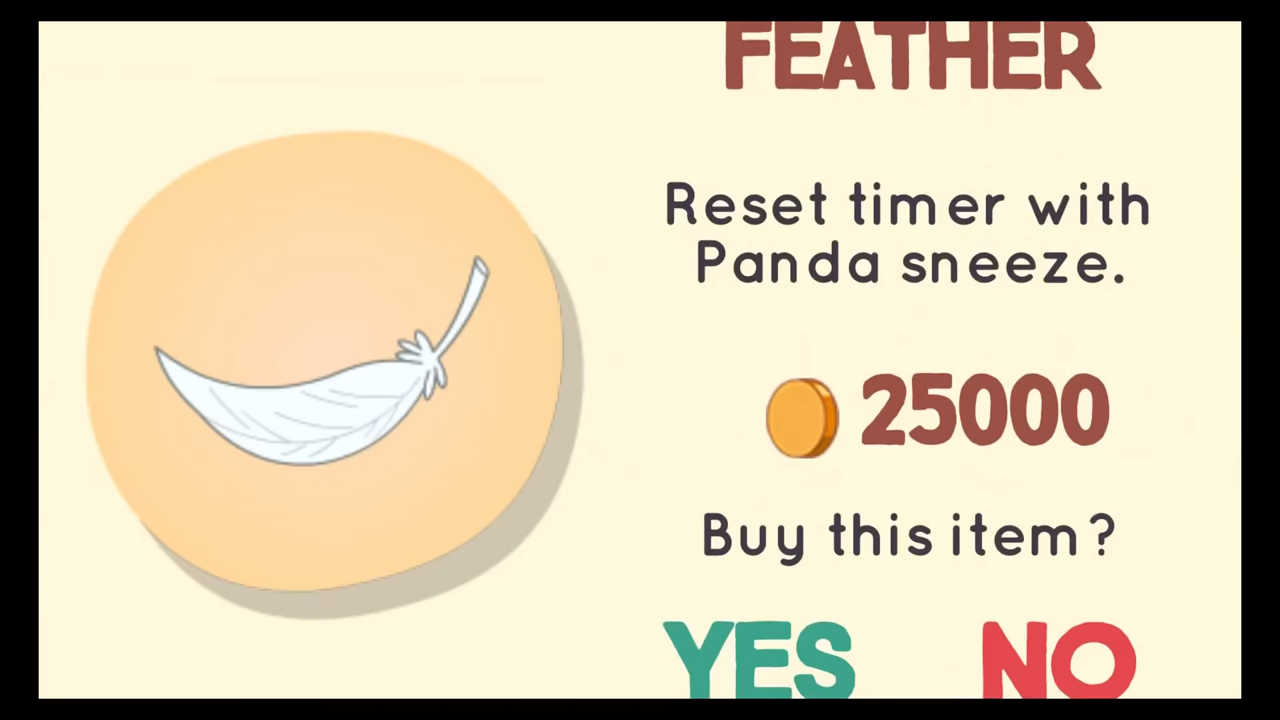 FEATHER
Reset timer with
Panda sneeze.
25000
Buy this item?
YES NO